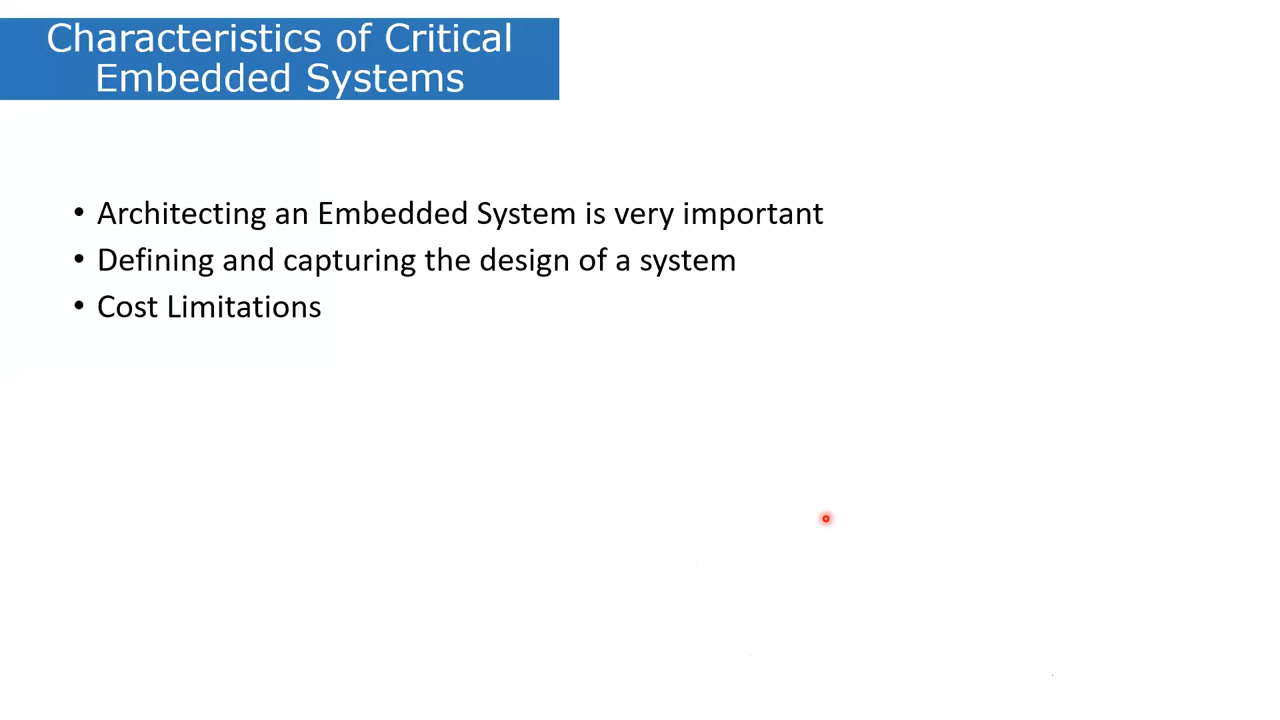 Characteristics of Critical
Embedded Systems
• Architecting an Embedded System is very important
• Defining and capturing the design of a system
• Cost Limitations